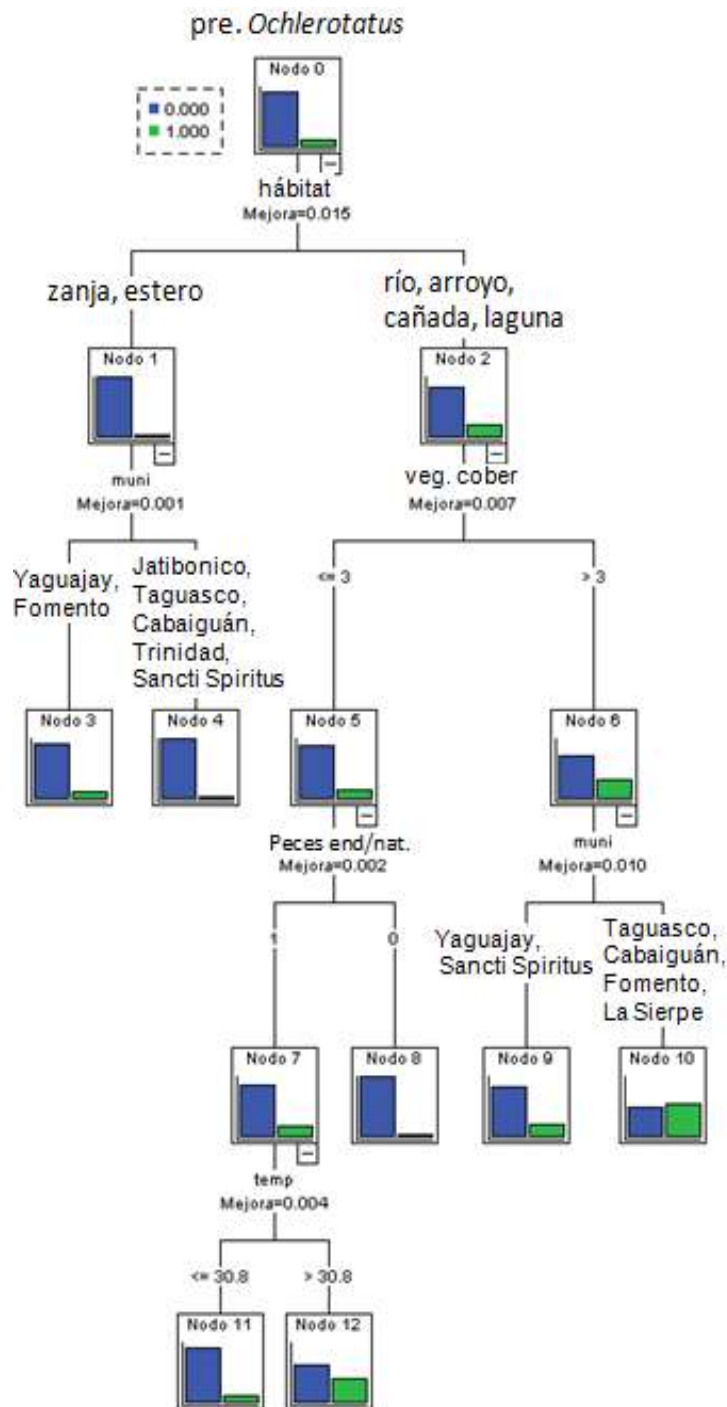 pre. Ochlerotatus
Nodo 0
0.000
1.000
hábitat
Mejora=0.015
zanja, estero
río, arroyo,
cañada, laguna
Nodo 1
Nodo 2
muni
Mejora=0.001
veg. cober
Mejora=0.007
Yaguajay,
Fomento
Jatibonico,
Taguasco,
Cabaiguán,
Trinidad,
Sancti Spiritus
<= 3
> 3
Nodo 3
Nodo 4
Nodo 5
Nodo 6
Peces end/nat.
Mejora=0.002
muni
Mejora=0.010
1
0
Yaguajay,
Sancti Spiritus
Taguasco,
Cabaiguán,
Fomento,
La Sierpe
Nodo 7
Nodo 8
Nodo 9
Nodo 10
temp
Mejora=0.004
<= 30.8
> 30.8
Nodo 11
Nodo 12